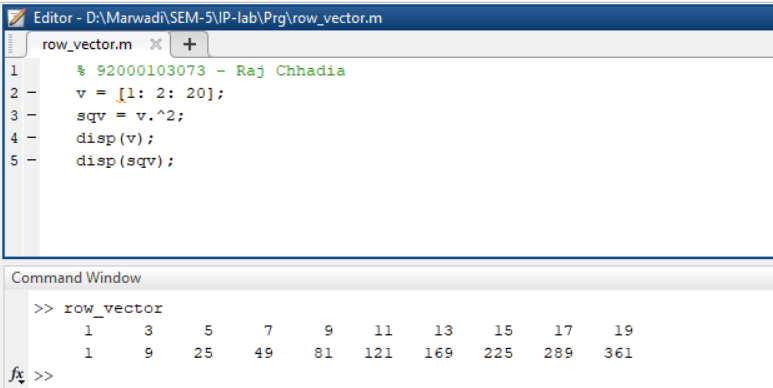 Editor - D:\Marwadi\SEM-5\IP-lab\Prg\row_vector.m
row_vector.m × +
1 % 92000103073 - Raj Chhadia
2 - v = [1: 2: 20];
3 - sqv = v.^2;
4 - disp(v);
5 - disp(sqv);
Command Window
>> row_vector
1 3 5 7 9 11 13 15 17 19
1 9 25 49 81 121 169 225 289 361
fx >>